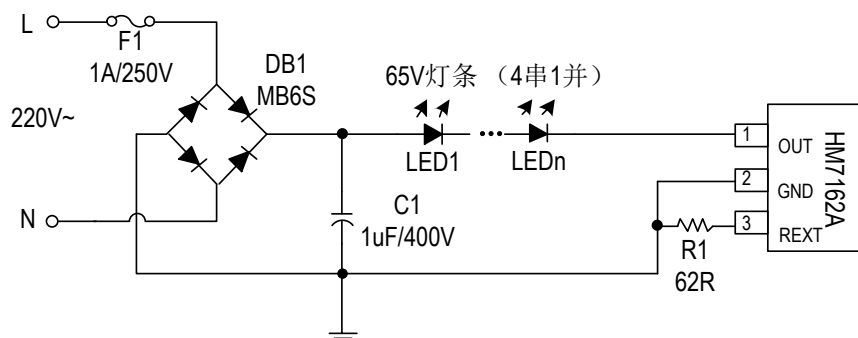 L
F1
1A/250V
DB1
MB6S
220V~
N
65V灯条 （4串1并）
LED1
LEDn
C1
1uF/400V
1
OUT
2
GND
3
REXT
HM7162A
R1
62R